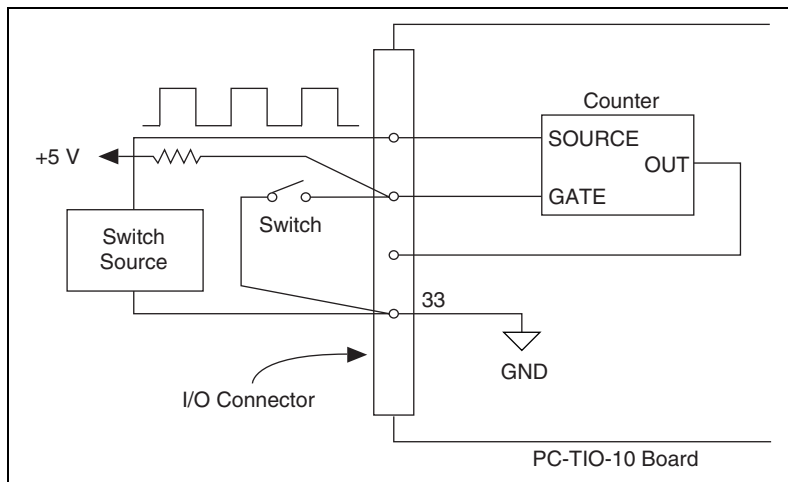 Counter
SOURCE
OUT
GATE
+5 V
Switch
Switch
Source
33
GND
I/O Connector
PC-TIO-10 Board